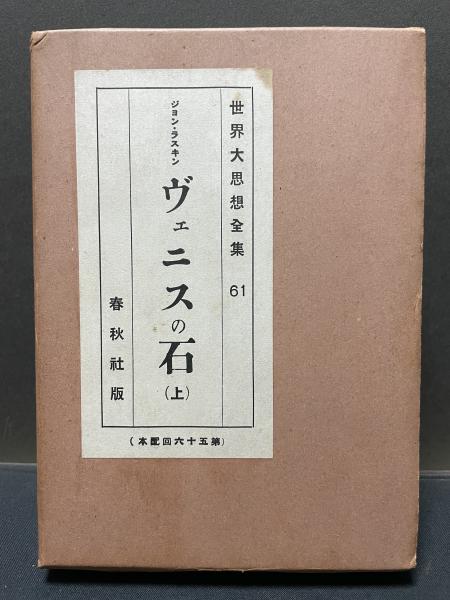 世界大思想全集 61
ジョン・ラスキン
ヴェニスの石(上)
春秋社版
(第五十六回配本)